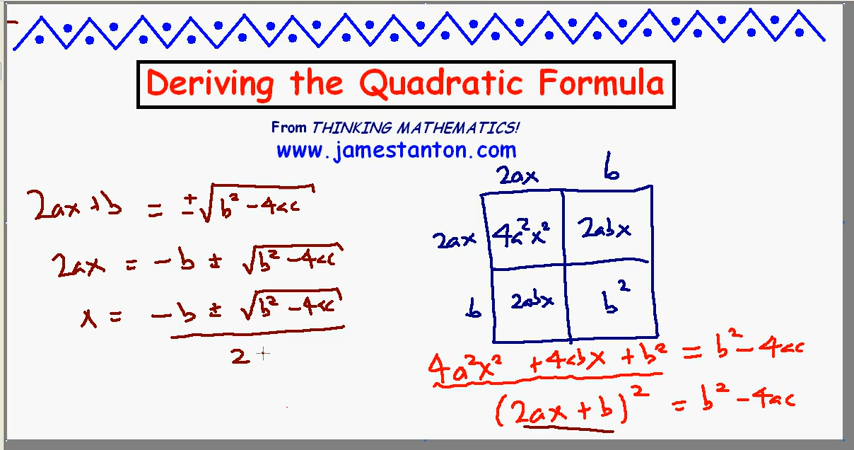 Deriving the Quadratic Formula
From THINKING MATHEMATICS!
www.jamestanton.com
2ax + b = ±√(b² - 4ac)
2ax = -b ± √(b² - 4ac)
x = -b ± √(b² - 4ac)
2
2ax b
2ax 4a²x² 2abx
b 2abx b²
4a²x² + 4abx + b² = b² - 4ac
(2ax + b)² = b² - 4ac